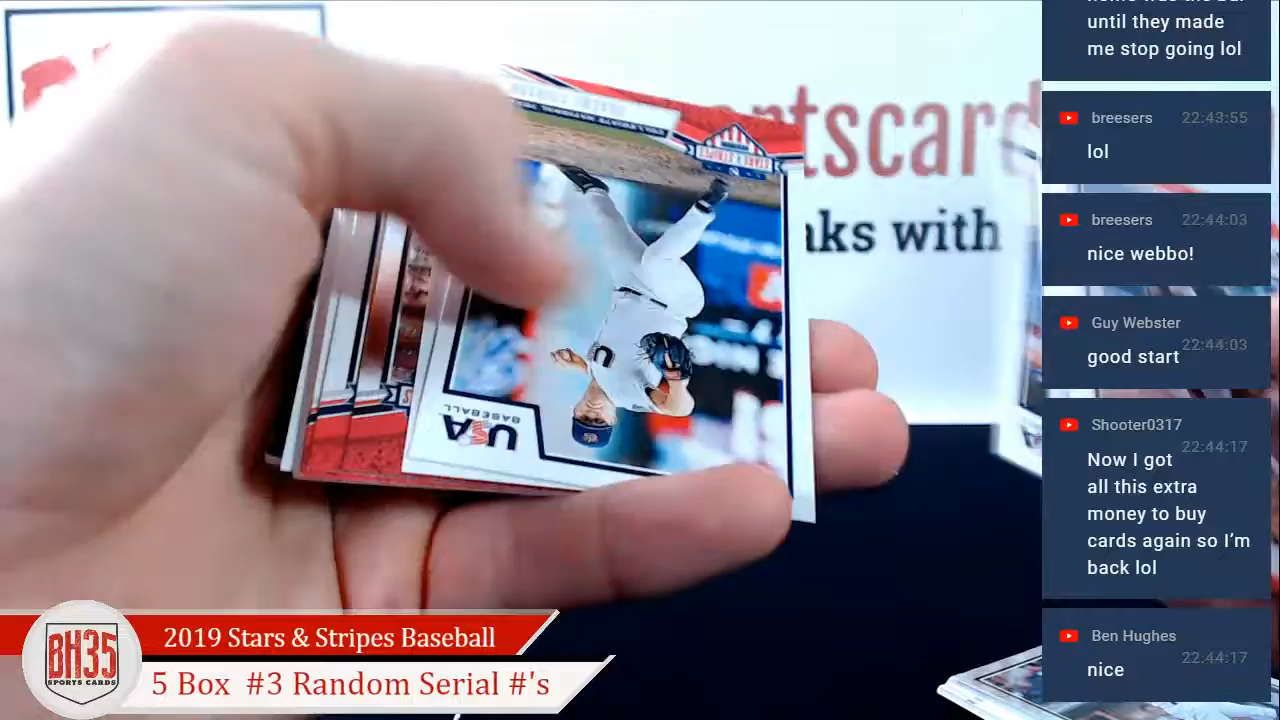 until they made
me stop going lol
breesers 22:43:55
lol
breesers 22:44:03
nice webbo!
Guy Webster 22:44:03
good start
Shooter0317 22:44:17
Now I got
all this extra
money to buy
cards again so I'm
back lol
Ben Hughes 22:44:17
nice
tscar
aks with
USA
BASEBALL
BH35
SPORTS CARDS
2019 Stars & Stripes Baseball
5 Box #3 Random Serial #'s